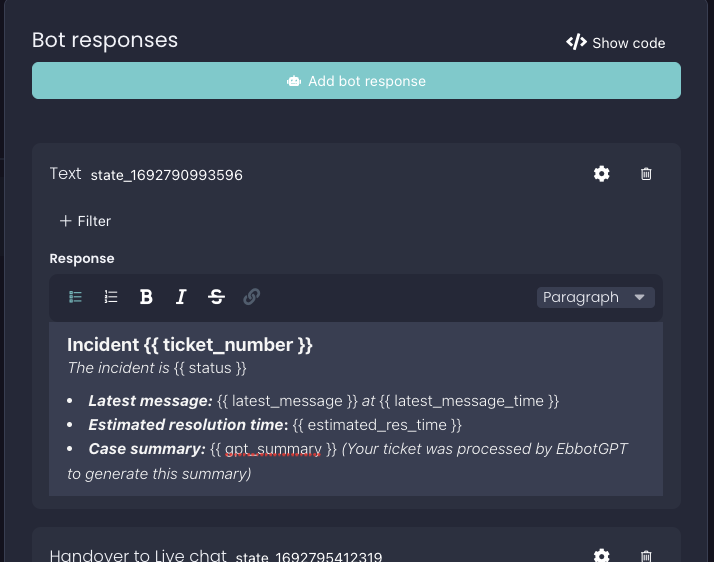 Bot responses
</> Show code
Add bot response
Text state_1692790993596
+ Filter
Response
B I S Paragraph
Incident {{ ticket_number }}
The incident is {{ status }}
• Latest message: {{ latest_message }} at {{ latest_message_time }}
• Estimated resolution time: {{ estimated_res_time }}
• Case summary: {{ gpt_summary }} (Your ticket was processed by EbbotGPT
to generate this summary)
Handover to Live chat state_1692795412319